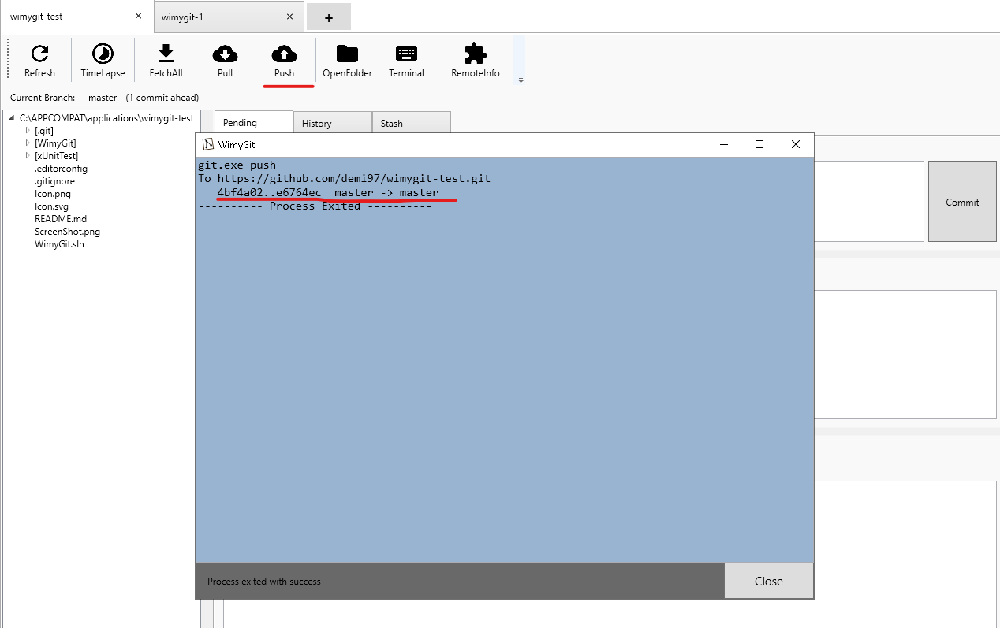 wimygit-test
wimygit-1
+
Refresh
TimeLapse
FetchAll
Pull
Push
OpenFolder
Terminal
RemoteInfo
Current Branch: master - (1 commit ahead)
C:\APPCOMPAT\applications\wimygit-test
[.git]
[WimyGit]
[xUnitTest]
.editorconfig
.gitignore
Icon.png
Icon.svg
README.md
ScreenShot.png
WimyGit.sln
Pending
History
Stash
Commit
WimyGit
git.exe push
To https://github.com/demi97/wimygit-test.git
4bf4a02..e6764ec master -> master
---------- Process Exited ----------
Process exited with success
Close